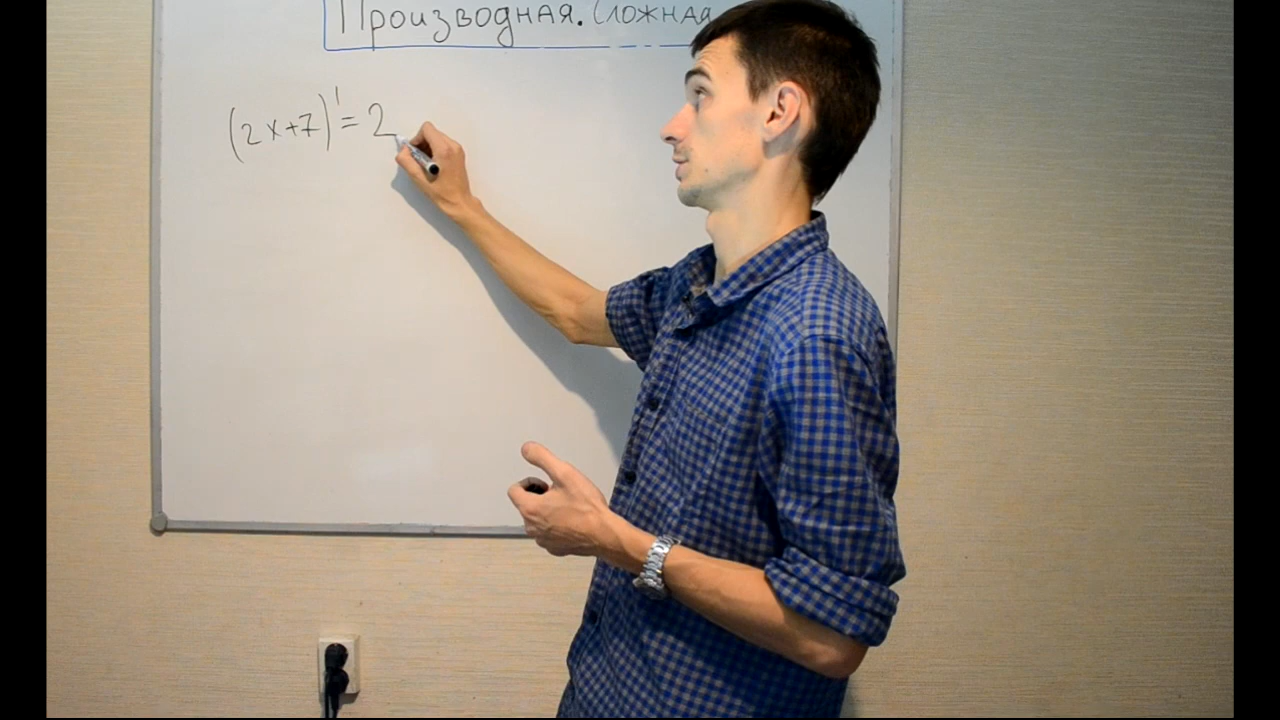 Производная. Сложная
(2x+7)' = 2